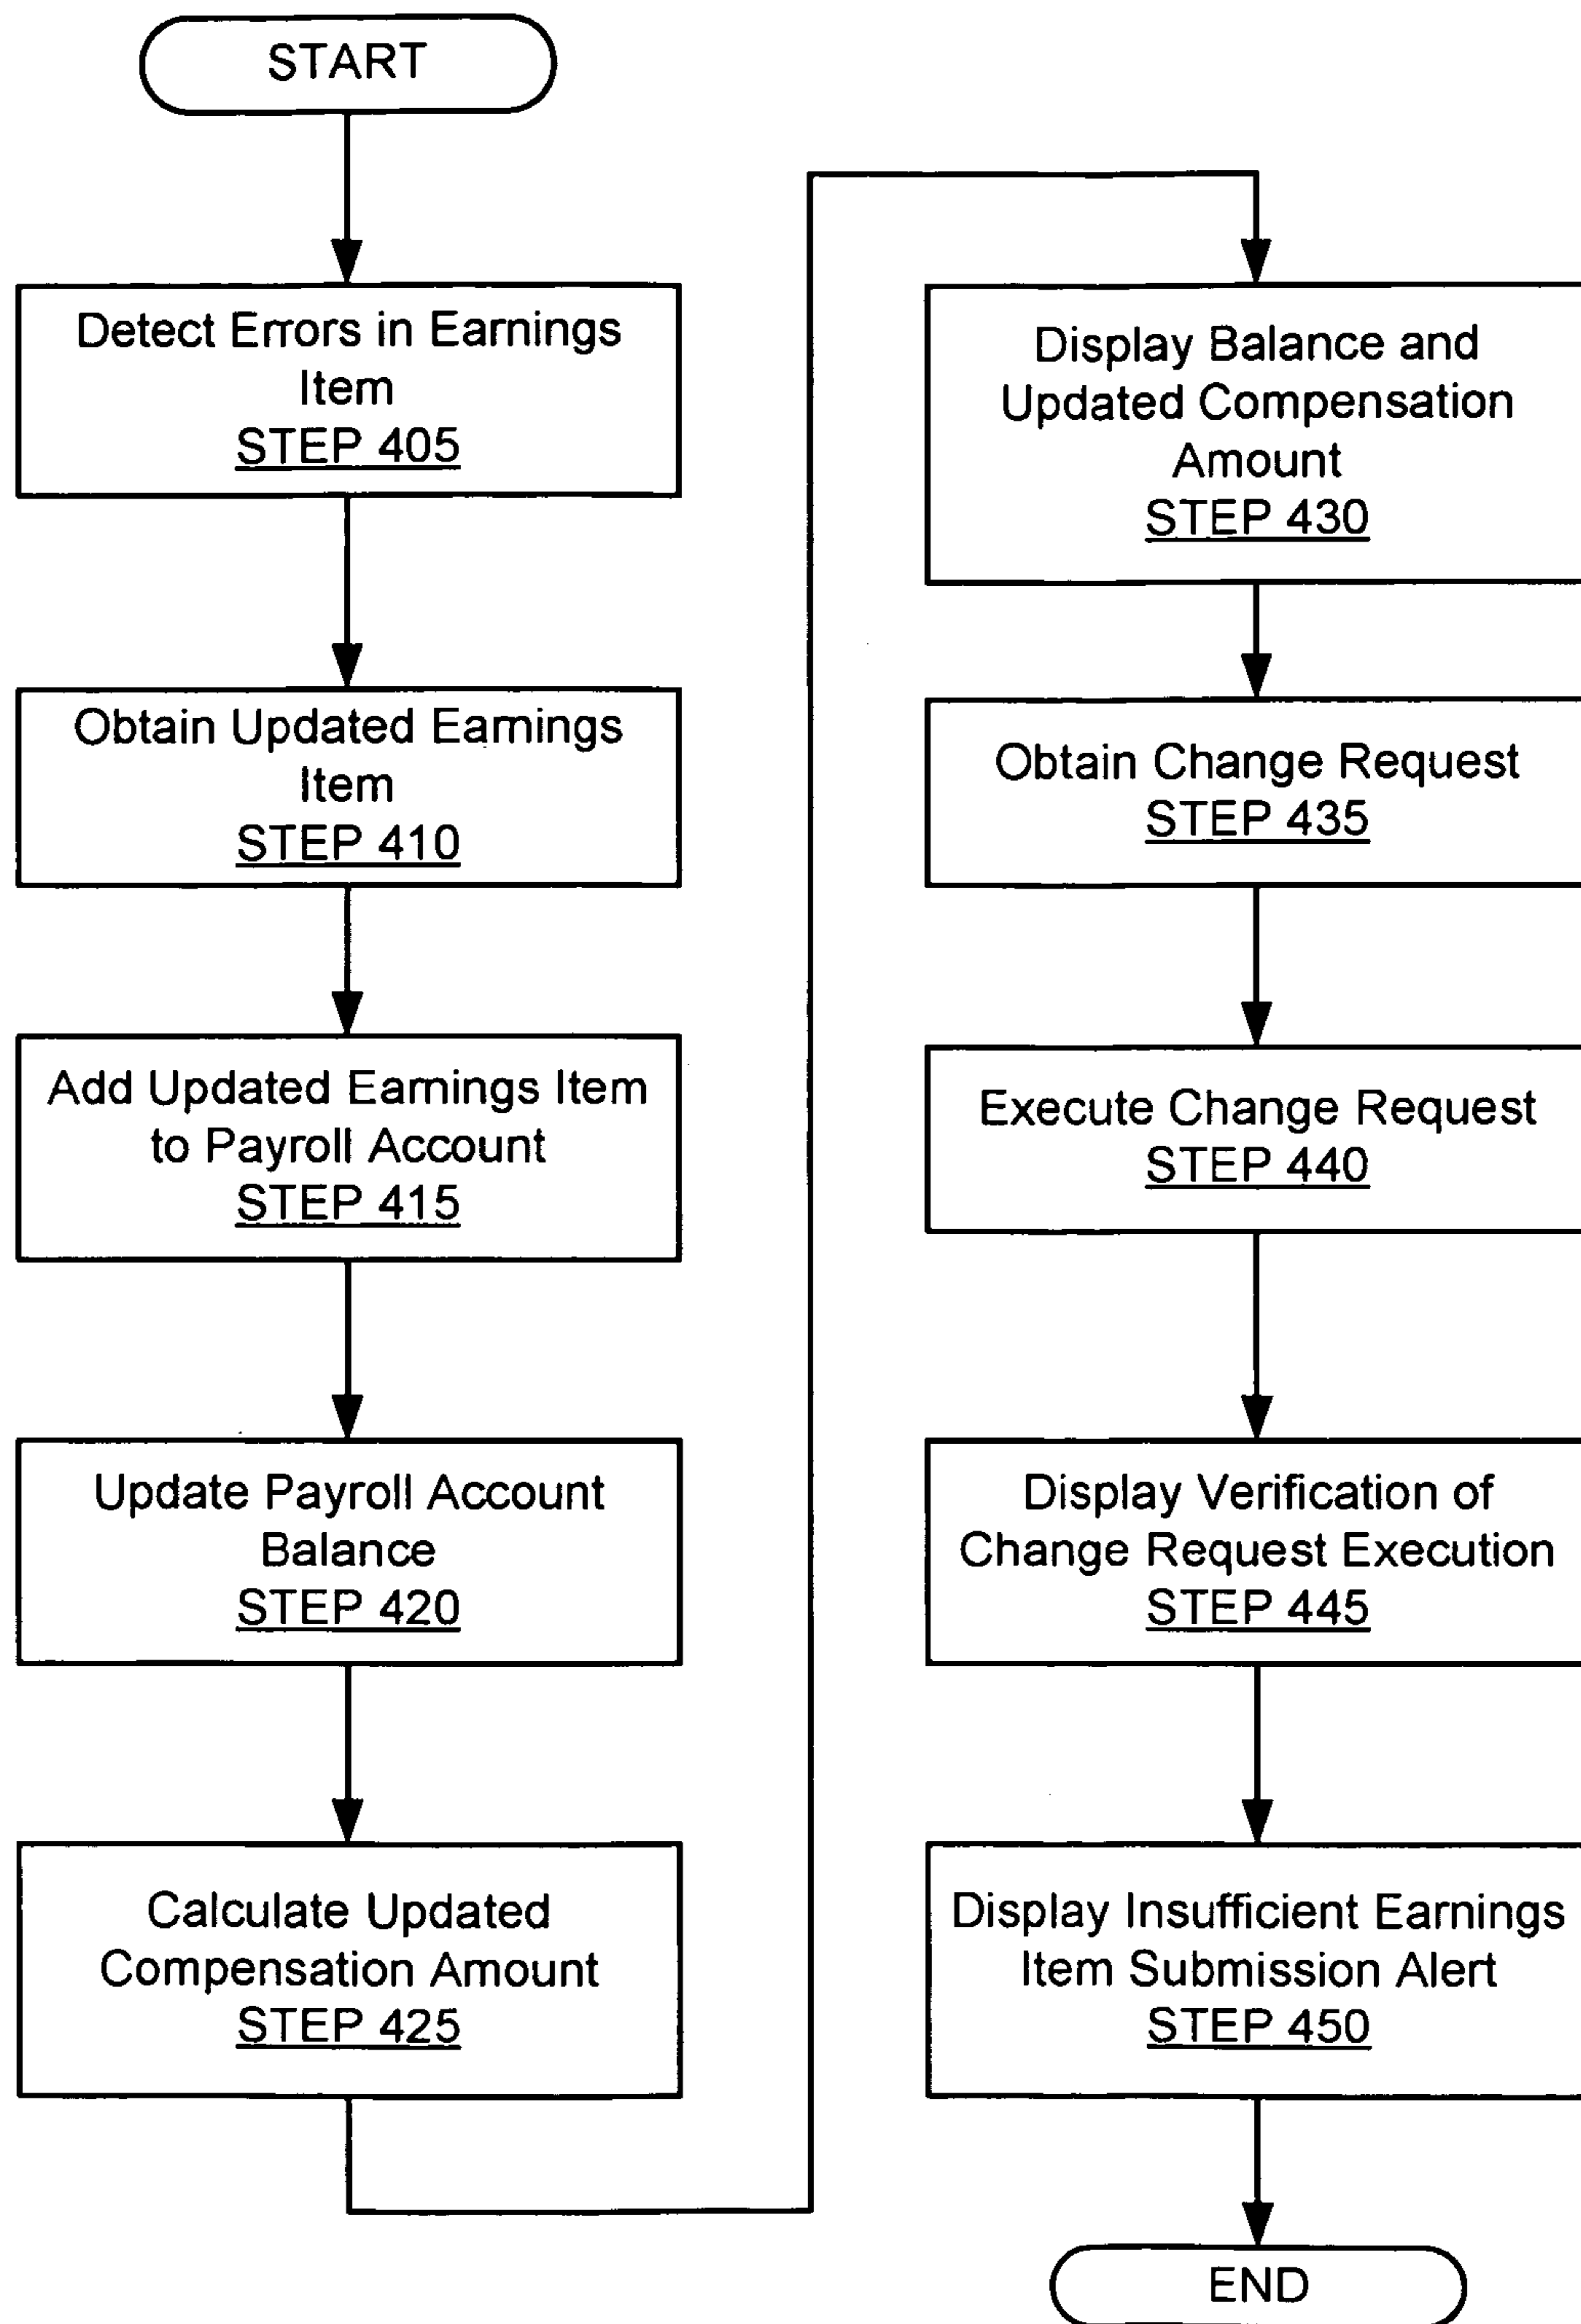 START
Detect Errors in Earnings
Item
STEP 405
Obtain Updated Earnings
Item
STEP 410
Add Updated Earnings Item
to Payroll Account
STEP 415
Update Payroll Account
Balance
STEP 420
Calculate Updated
Compensation Amount
STEP 425
Display Balance and
Updated Compensation
Amount
STEP 430
Obtain Change Request
STEP 435
Execute Change Request
STEP 440
Display Verification of
Change Request Execution
STEP 445
Display Insufficient Earnings
Item Submission Alert
STEP 450
END